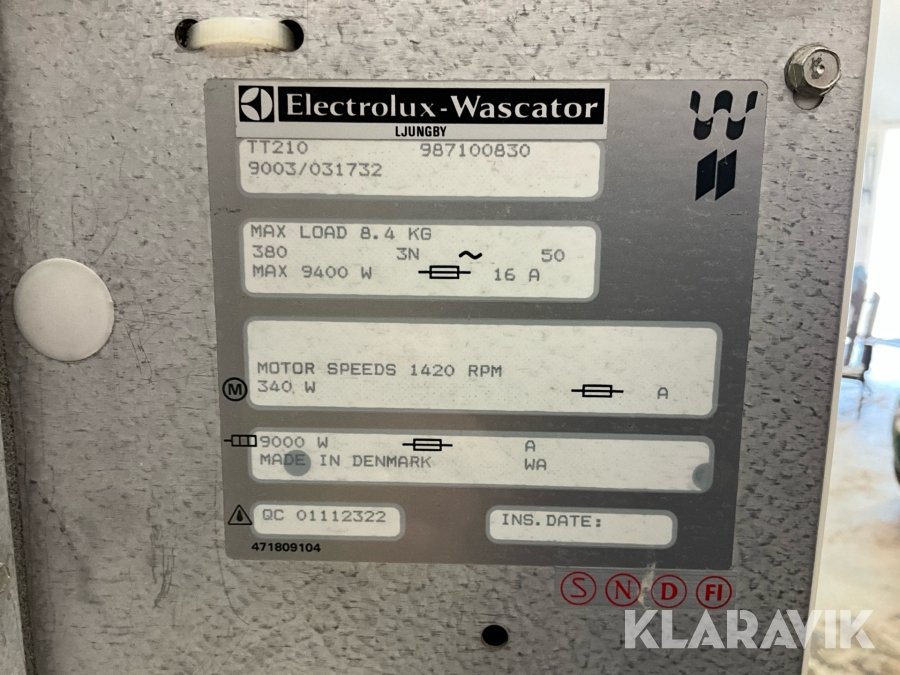 Electrolux-Wascator
LJUNGBY
TT210 987100830
9003/031732
MAX LOAD 8.4 KG
380 3N ~ 50
MAX 9400 W 16 A
MOTOR SPEEDS 1420 RPM
M 340 W A
9000 W A
MADE IN DENMARK WA
QC 01112322 INS.DATE:
471809104
S N D FI
KLARAVIK